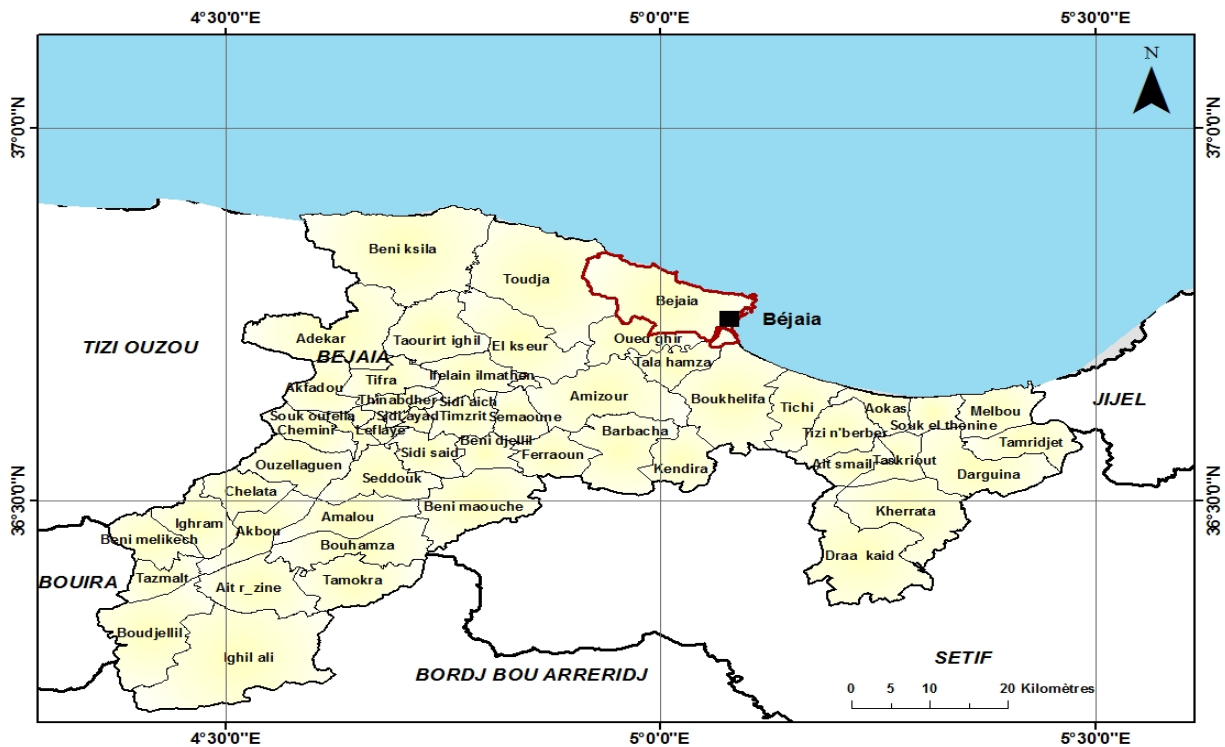 4°30'0"E 5°0'0"E 5°30'0"E
N
37°0'0"N 37°0'0"N
Beni ksila
Toudja
Bejaia
Béjaia
Adekar
TIZI OUZOU
BEJAIA
Taourirt ighil
El kseur
Oued ghir
Tala hamza
Akfadou
Tifra
Ifelain ilmathen
Amizour
Boukhelifa
Tichi
Aokas
Melbou
JIJEL
Thinabdher
Sidi aich
Souk oufella
Sidi ayad
Timzrit
Semaoune
Souk el thenine
Chemini
Leflaye
Barbacha
Tizi n'berber
Tamridjet
Beni djellil
Sidi said
Ferraoun
Ouzellaguen
Kendira
Ait smail
Taskriout
Darguina
Seddouk
Chelata
36°30'0"N 36°30'0"N
Beni maouche
Kherrata
Ighram
Akbou
Amalou
Beni melikech
Bouhamza
Draa kaid
BOUIRA
Tazmalt
Ait r_zine
Tamokra
Boudjellil
Ighil ali
SETIF
BORDJ BOU ARRERIDJ
0 5 10 20 Kilomètres
4°30'0"E 5°0'0"E 5°30'0"E